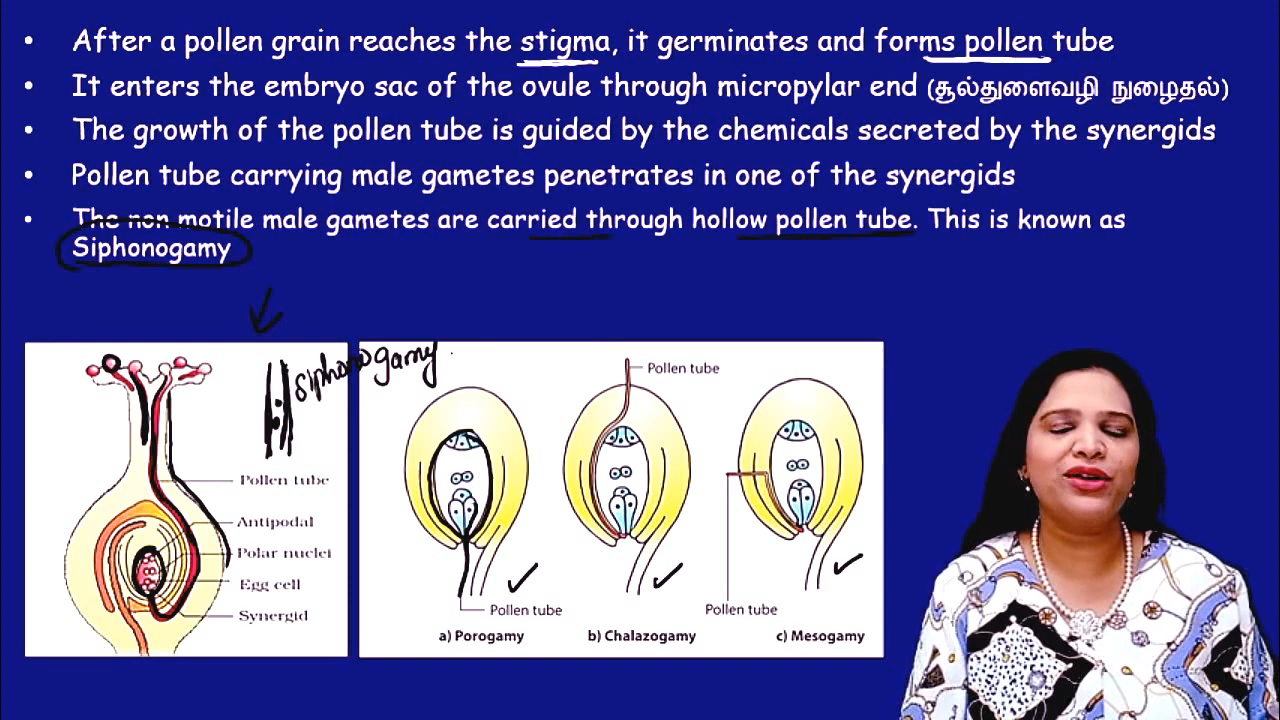 • After a pollen grain reaches the stigma, it germinates and forms pollen tube
• It enters the embryo sac of the ovule through micropylar end (சூல்துளைவழி நுழைதல்)
• The growth of the pollen tube is guided by the chemicals secreted by the synergids
• Pollen tube carrying male gametes penetrates in one of the synergids
• The non motile male gametes are carried through hollow pollen tube. This is known as
Siphonogamy
Siphonogamy
Pollen tube
Antipodal
Polar nuclei
Egg cell
Synergid
Pollen tube
Pollen tube
Pollen tube
a) Porogamy
b) Chalazogamy
c) Mesogamy